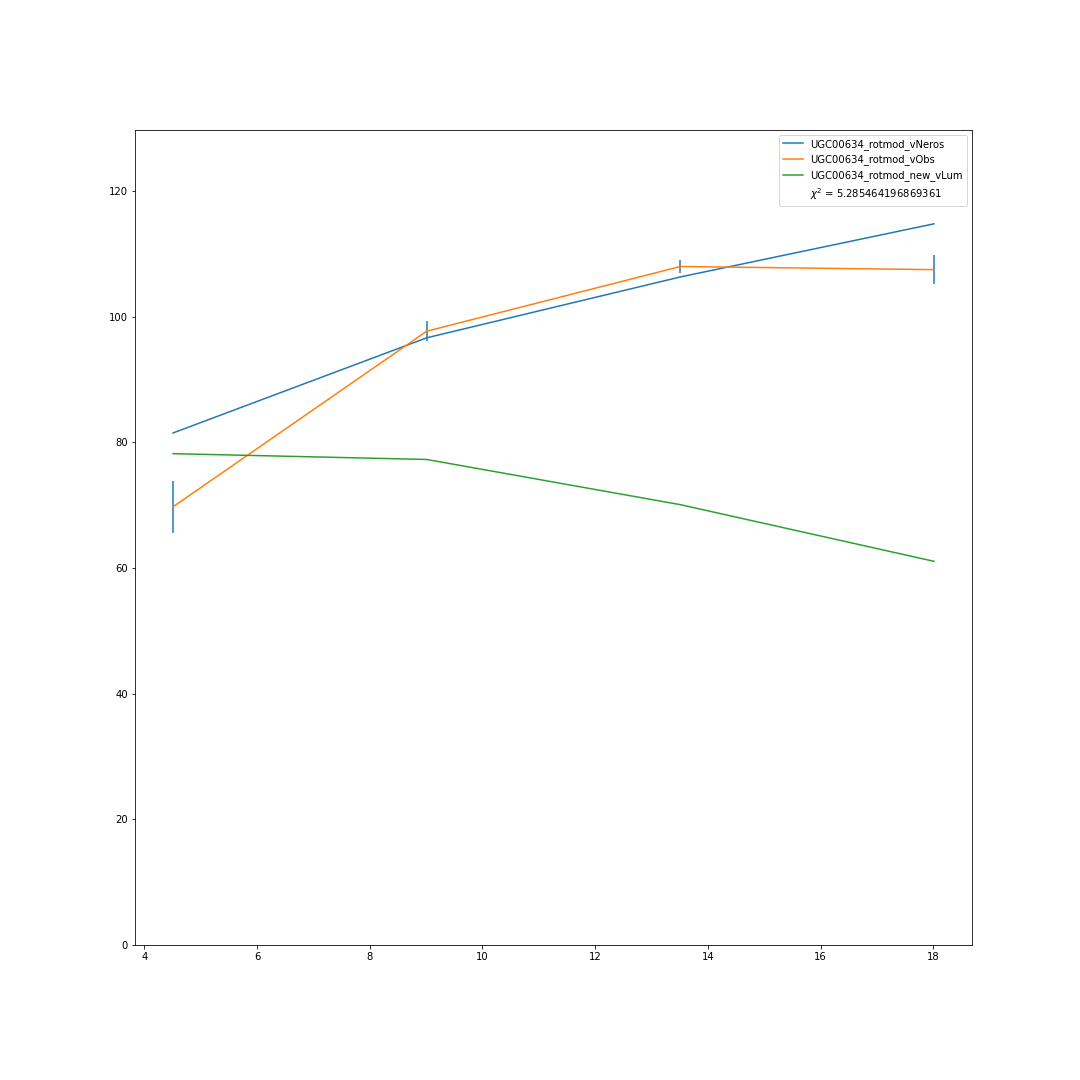 UGC00634_rotmod_vNeros
UGC00634_rotmod_vObs
UGC00634_rotmod_new_vLum
χ² = 5.285464196869361
120
100
80
60
40
20
0
4 6 8 10 12 14 16 18